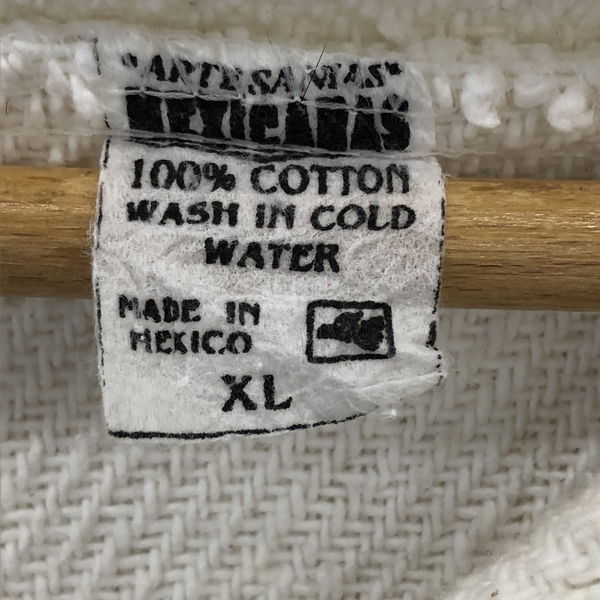 "ARTESANIAS"
MEXICANAS
100% COTTON
WASH IN COLD
WATER
MADE IN
MEXICO
XL